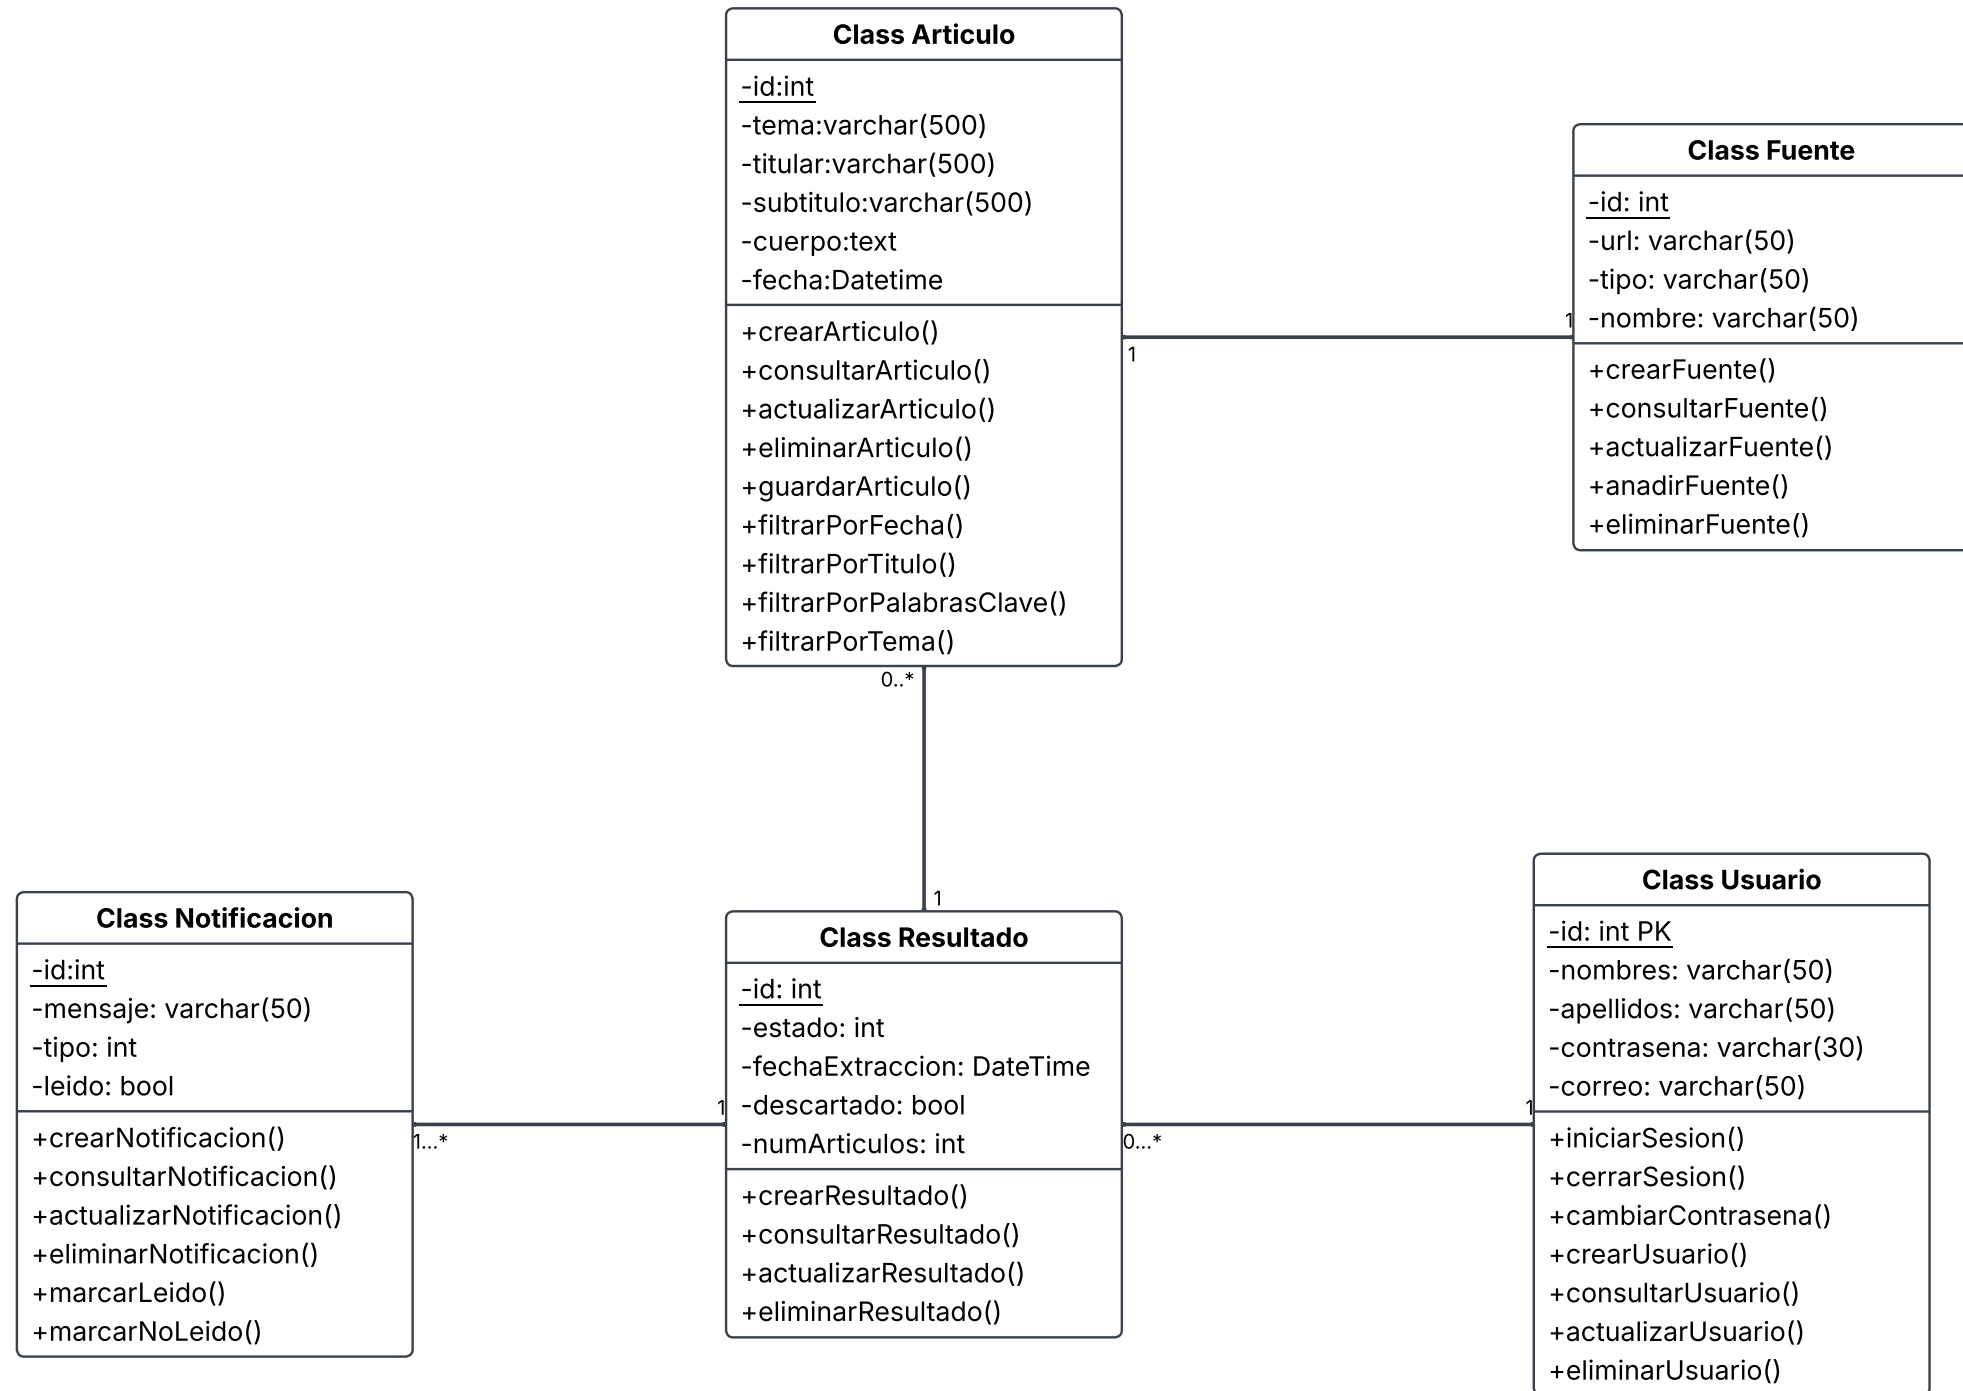 Class Articulo
-id:int
-tema:varchar(500)
-titular:varchar(500)
-subtitulo:varchar(500)
-cuerpo:text
-fecha:Datetime
+crearArticulo()
+consultarArticulo()
+actualizarArticulo()
+eliminarArticulo()
+guardarArticulo()
+filtrarPorFecha()
+filtrarPorTitulo()
+filtrarPorPalabrasClave()
+filtrarPorTema()
1
1
Class Fuente
-id: int
-url: varchar(50)
-tipo: varchar(50)
-nombre: varchar(50)
+crearFuente()
+consultarFuente()
+actualizarFuente()
+anadirFuente()
+eliminarFuente()
0..*
1
Class Notificacion
-id:int
-mensaje: varchar(50)
-tipo: int
-leido: bool
+crearNotificacion()
+consultarNotificacion()
+actualizarNotificacion()
+eliminarNotificacion()
+marcarLeido()
+marcarNoLeido()
1...*
1
Class Resultado
-id: int
-estado: int
-fechaExtraccion: DateTime
-descartado: bool
-numArticulos: int
+crearResultado()
+consultarResultado()
+actualizarResultado()
+eliminarResultado()
0...*
1
Class Usuario
-id: int PK
-nombres: varchar(50)
-apellidos: varchar(50)
-contrasena: varchar(30)
-correo: varchar(50)
+iniciarSesion()
+cerrarSesion()
+cambiarContrasena()
+crearUsuario()
+consultarUsuario()
+actualizarUsuario()
+eliminarUsuario()